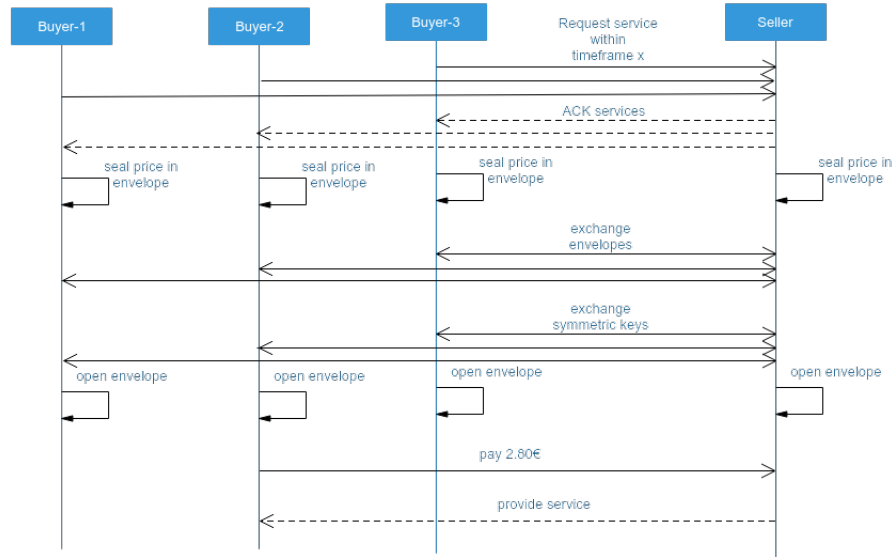 Buyer-1
Buyer-2
Buyer-3
Seller
Request service
within
timeframe x
ACK services
seal price in
envelope
seal price in
envelope
seal price in
envelope
seal price in
envelope
exchange
envelopes
exchange
symmetric keys
open envelope
open envelope
open envelope
open envelope
pay 2.80€
provide service